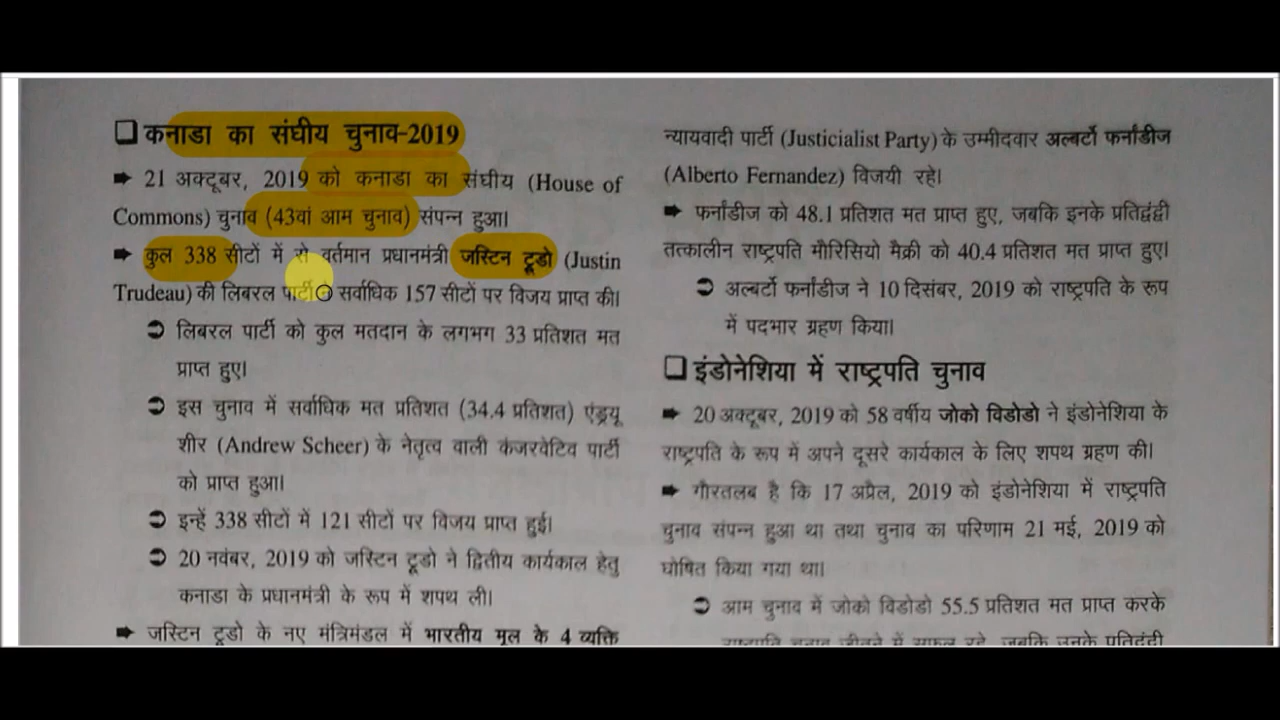 ❑ कनाडा का संघीय चुनाव-2019
➡ 21 अक्टूबर, 2019 को कनाडा का संघीय (House of
Commons) चुनाव (43वां आम चुनाव) संपन्न हुआ।
➡ कुल 338 सीटों में से वर्तमान प्रधानमंत्री जस्टिन ट्रूडो (Justin
Trudeau) की लिबरल पार्टी ने सर्वाधिक 157 सीटों पर विजय प्राप्त की।
➲ लिबरल पार्टी को कुल मतदान के लगभग 33 प्रतिशत मत
प्राप्त हुए।
➲ इस चुनाव में सर्वाधिक मत प्रतिशत (34.4 प्रतिशत) एंड्रयू
शीर (Andrew Scheer) के नेतृत्व वाली कंजरवेटिव पार्टी
को प्राप्त हुआ।
➲ इन्हें 338 सीटों में 121 सीटों पर विजय प्राप्त हुई।
➲ 20 नवंबर, 2019 को जस्टिन ट्रूडो ने द्वितीय कार्यकाल हेतु
कनाडा के प्रधानमंत्री के रूप में शपथ ली।
➡ जस्टिन ट्रूडो के नए मंत्रिमंडल में भारतीय मूल के 4 व्यक्ति
न्यायवादी पार्टी (Justicialist Party) के उम्मीदवार अल्बर्टो फर्नांडीज
(Alberto Fernandez) विजयी रहे।
➡ फर्नांडीज को 48.1 प्रतिशत मत प्राप्त हुए, जबकि इनके प्रतिद्वंद्वी
तत्कालीन राष्ट्रपति मौरिसियो मैक्री को 40.4 प्रतिशत मत प्राप्त हुए।
➲ अल्बर्टो फर्नांडीज ने 10 दिसंबर, 2019 को राष्ट्रपति के रूप
में पदभार ग्रहण किया।
❑ इंडोनेशिया में राष्ट्रपति चुनाव
➡ 20 अक्टूबर, 2019 को 58 वर्षीय जोको विडोडो ने इंडोनेशिया के
राष्ट्रपति के रूप में अपने दूसरे कार्यकाल के लिए शपथ ग्रहण की।
➡ गौरतलब है कि 17 अप्रैल, 2019 को इंडोनेशिया में राष्ट्रपति
चुनाव संपन्न हुआ था तथा चुनाव का परिणाम 21 मई, 2019 को
घोषित किया गया था।
➲ आम चुनाव में जोको विडोडो 55.5 प्रतिशत मत प्राप्त करके
राष्ट्रपति चुनाव जीतने में सफल रहे, जबकि उनके प्रतिद्वंद्वी